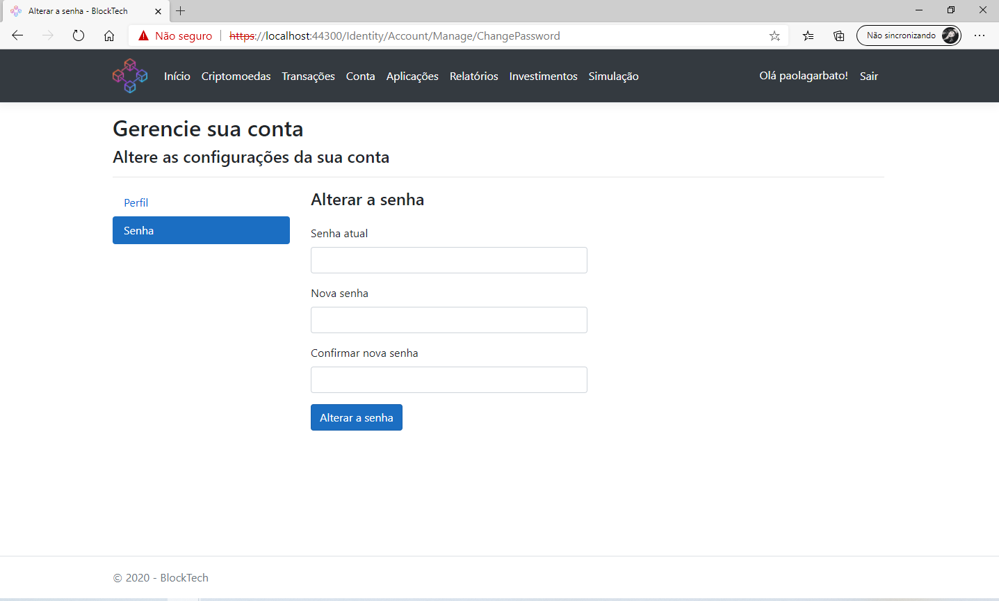 Alterar a senha - BlockTech
Não seguro https://localhost:44300/Identity/Account/Manage/ChangePassword Não sincronizando
Início Criptomoedas Transações Conta Aplicações Relatórios Investimentos Simulação Olá paolagarbato! Sair
Gerencie sua conta
Altere as configurações da sua conta
Perfil
Senha
Alterar a senha
Senha atual
Nova senha
Confirmar nova senha
Alterar a senha
© 2020 - BlockTech